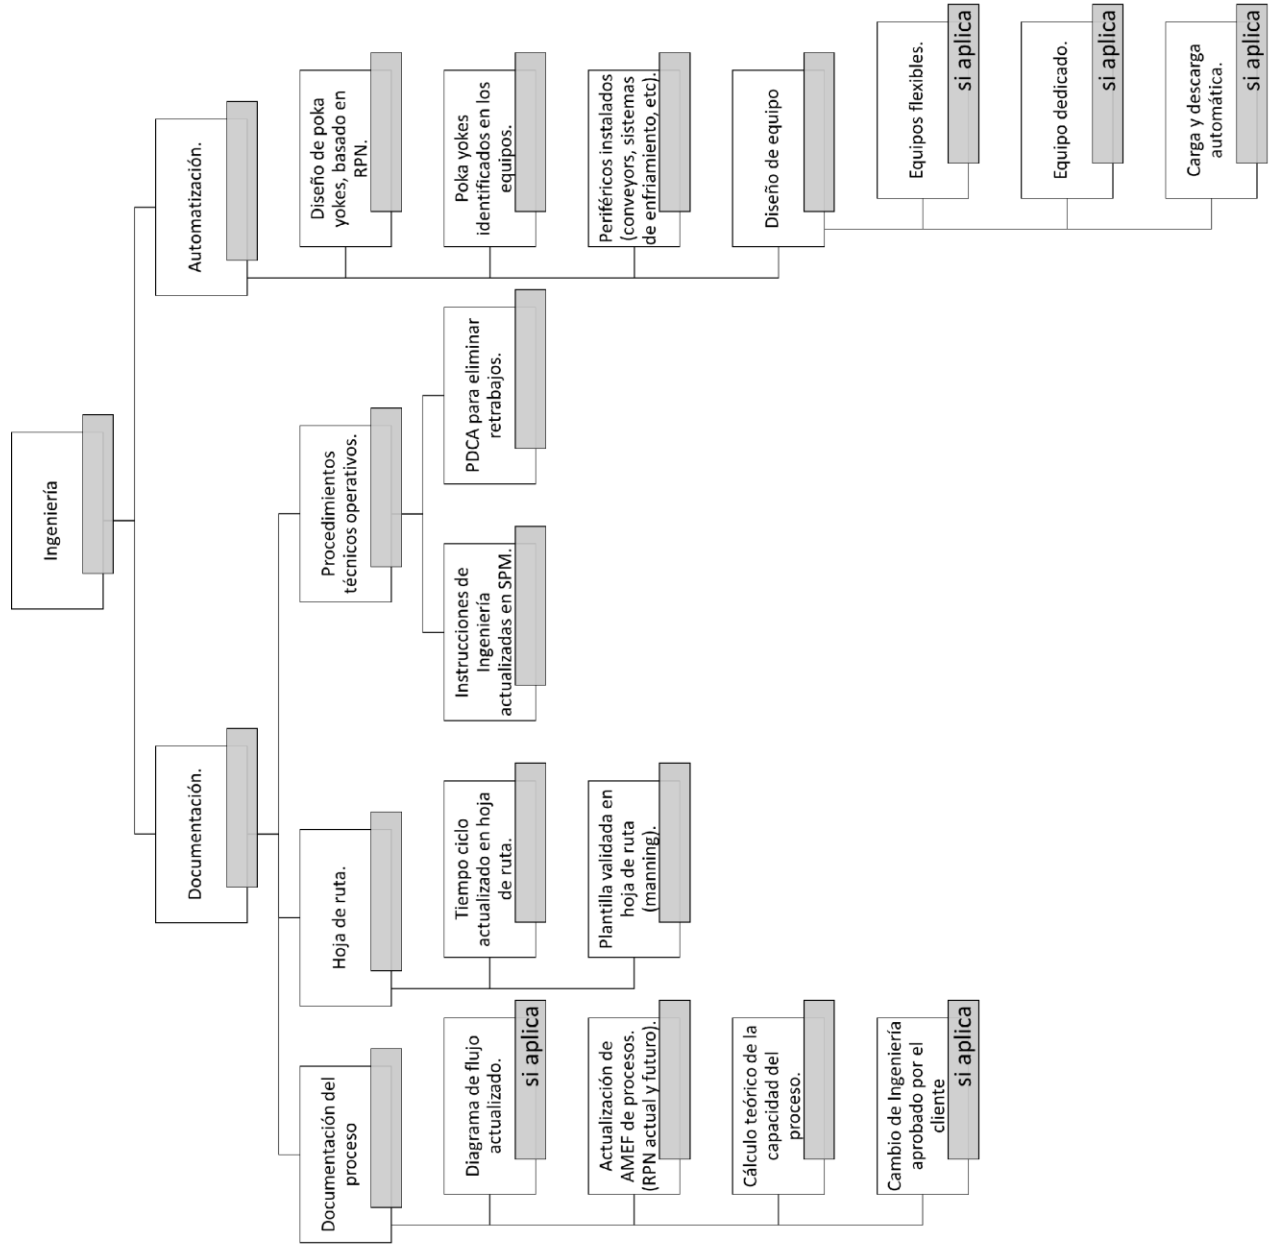 Ingeniería
Documentación.
Automatización.
Documentación del
proceso
Hoja de ruta.
Procedimientos
técnicos operativos.
Diseño de poka
yokes, basado en
RPN.
Diagrama de flujo
actualizado.
si aplica
Tiempo ciclo
actualizado en hoja
de ruta.
Instrucciones de
Ingeniería
actualizadas en SPM.
PDCA para eliminar
retrabajos.
Poka yokes
identificados en los
equipos.
Actualización de
AMEF de procesos.
(RPN actual y futuro).
Plantilla validada en
hoja de ruta
(manning).
Periféricos instalados
(conveyors, sistemas
de enfriamiento, etc).
Cálculo teórico de la
capacidad del
proceso.
Diseño de equipo
Cambio de Ingeniería
aprobado por el
cliente
si aplica
Equipos flexibles.
si aplica
Equipo dedicado.
si aplica
Carga y descarga
automática.
si aplica